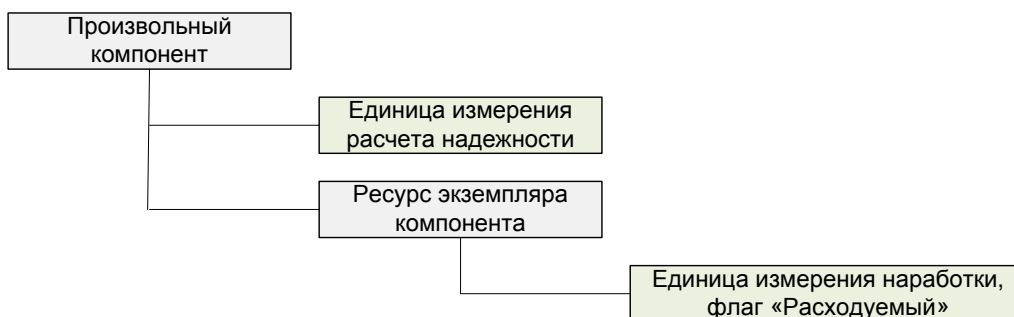 Произвольный
компонент
Единица измерения
расчета надежности
Ресурс экземпляра
компонента
Единица измерения наработки,
флаг «Расходуемый»